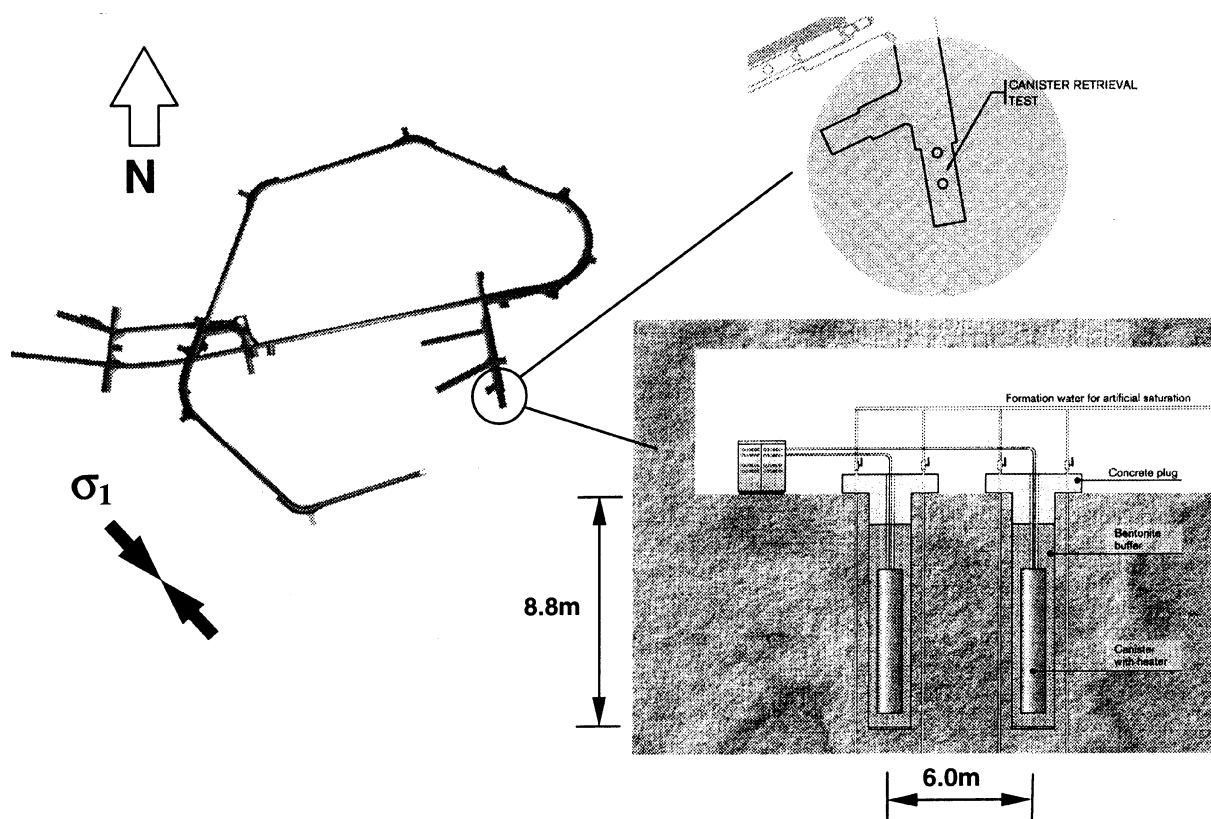 N
CANISTER RETRIEVAL
TEST
Formation water for artificial saturation
Concrete plug
Bentonite
buffer
Canister
with heater
σ1
8.8m
6.0m